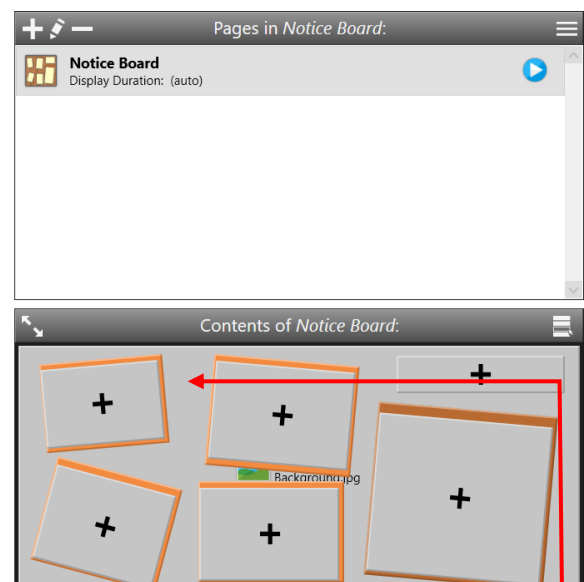 Pages in Notice Board:
Notice Board
Display Duration: (auto)
Contents of Notice Board:
Background.jpg